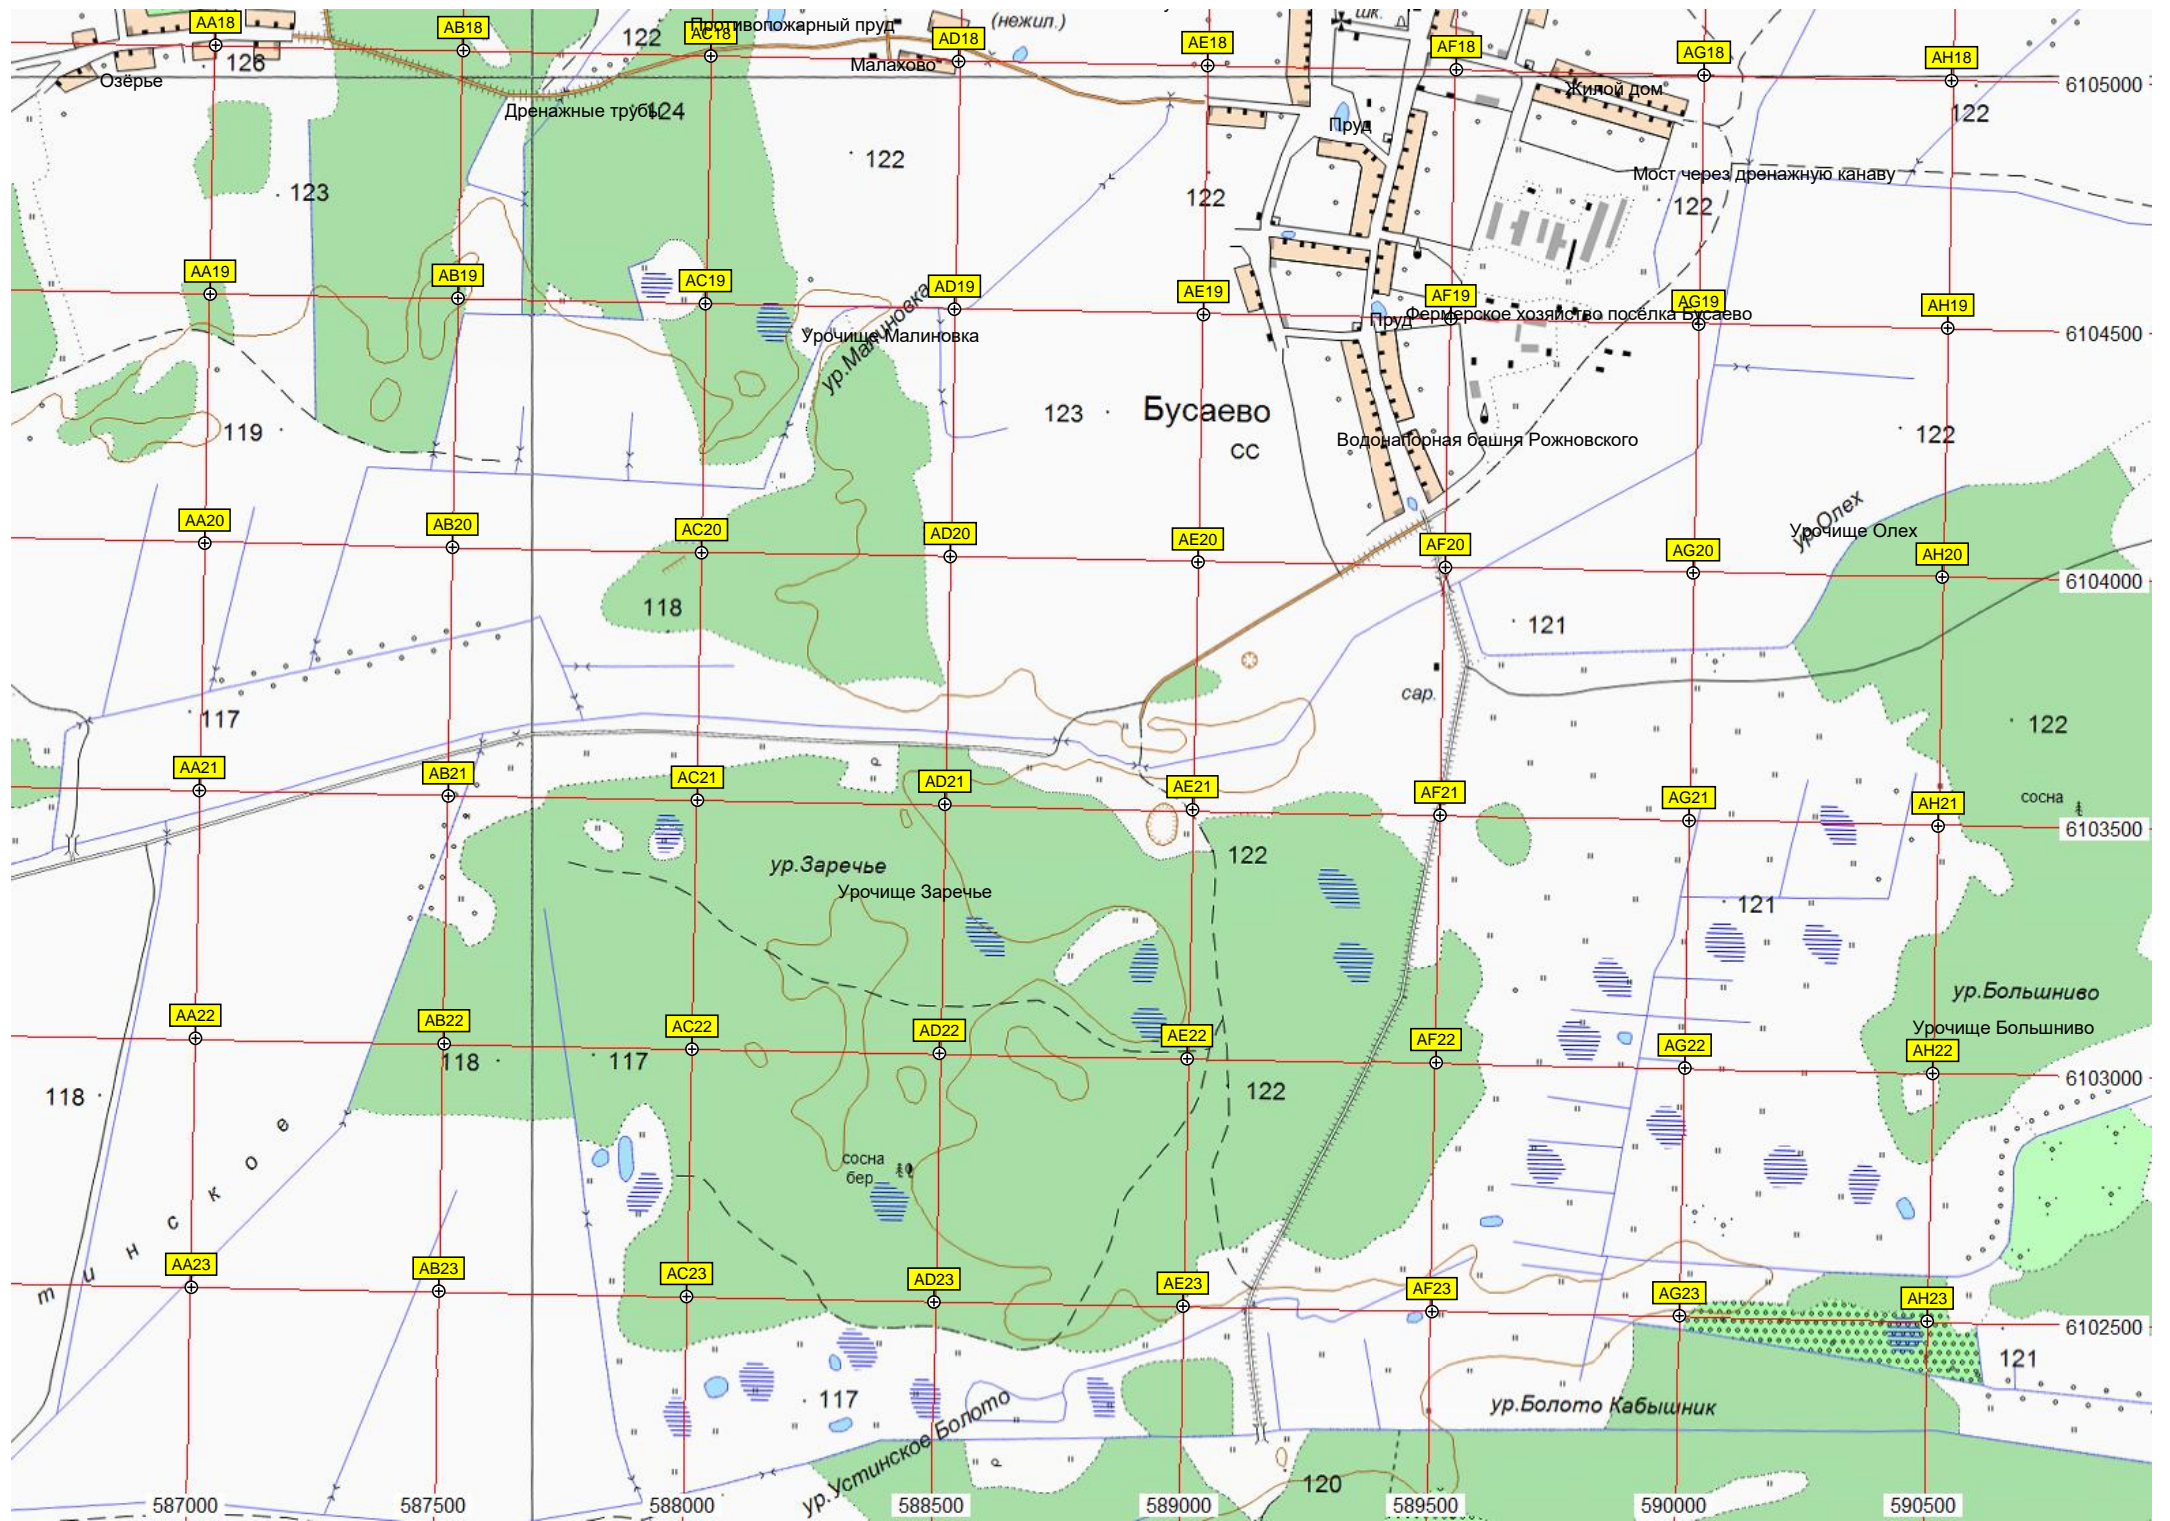 AA18
AB18
Противопожарный пруд
AC18
(нежил.)
шк.
122
AD18
AE18
AF18
AG18
AH18
126
Озёрье
Малахово
6105000
Дренажные трубы
124
Жилой дом
122
Пруд
122
123
122
Мост через дренажную канаву
122
AA19
AB19
AC19
AD19
AE19
AF19
AG19
AH19
ур.Малиновка
Урочище Малиновка
Пруд
Фермерское хозяйство посёлка Бусаево
6104500
119
123
Бусаево
СС
Водонапорная башня Рожновского
122
AA20
AB20
AC20
AD20
AE20
AF20
AG20
ур.Олех
Урочище Олех
AH20
6104000
118
121
сар.
117
122
AA21
AB21
AC21
AD21
AE21
AF21
AG21
AH21
сосна
6103500
ур.Заречье
122
Урочище Заречье
121
ур.Большниво
AA22
AB22
AC22
AD22
AE22
AF22
AG22
Урочище Большниво
AH22
118
117
6103000
118
122
тинское
сосна
бер.
AA23
AB23
AC23
AD23
AE23
AF23
AG23
AH23
6102500
121
117
ур.Устинское Болото
ур.Болото Кабышник
120
587000
587500
588000
588500
589000
589500
590000
590500